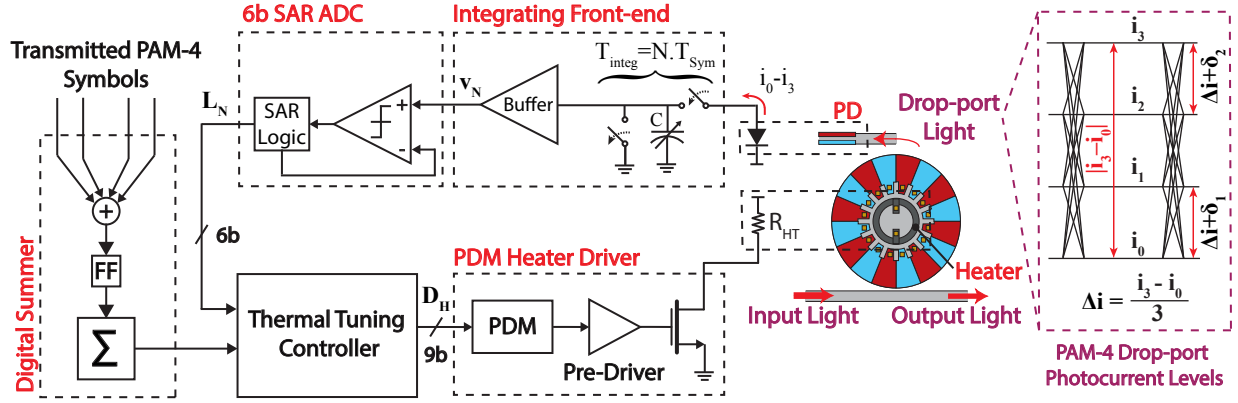 6b SAR ADC
Integrating Front-end
Transmitted PAM-4
Symbols
L_N
SAR
Logic
+
-
v_N
Buffer
T_integ=N.T_Sym
C
i_0-i_3
PD
Drop-port
Light
i_3
i_2
i_1
i_0
|i_3-i_0|
Δi+δ_2
Δi+δ_1
Δi = (i_3 - i_0)/3
PAM-4 Drop-port
Photocurrent Levels
+
FF
Σ
Digital Summer
6b
Thermal Tuning
Controller
D_H
9b
PDM Heater Driver
PDM
Pre-Driver
R_HT
Heater
Input Light
Output Light